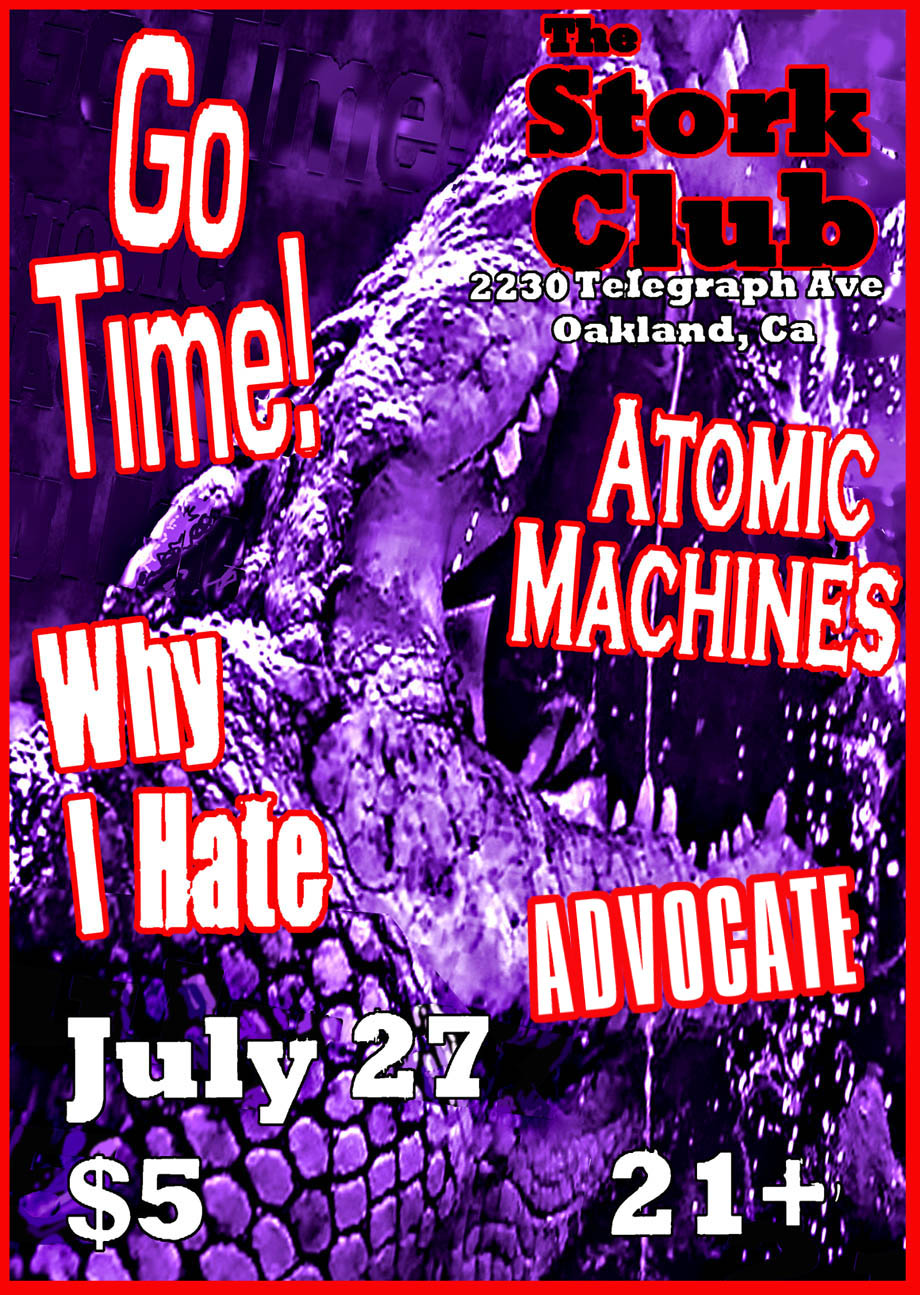 Go
Time!
The
Stork
Club
2230 Telegraph Ave
Oakland, Ca
ATOMIC
MACHINES
Why
I Hate
ADVOCATE
July 27
$5
21+